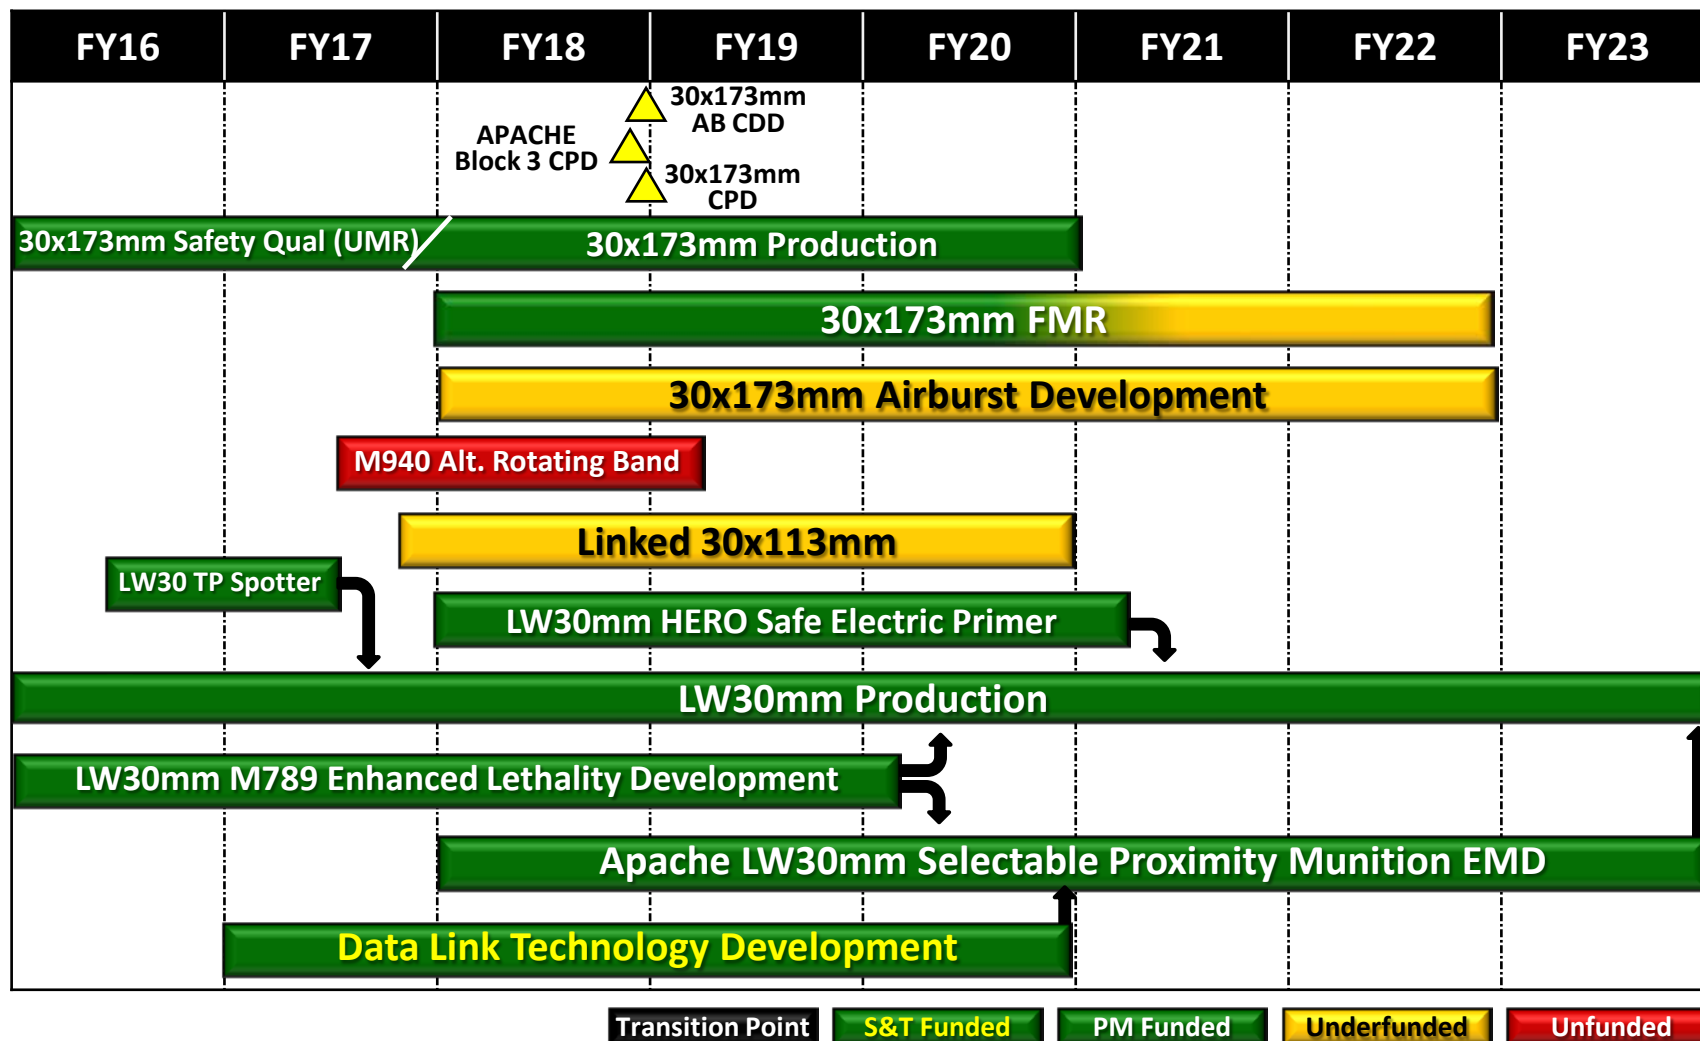 FY16 FY17 FY18 FY19 FY20 FY21 FY22 FY23
30x173mm
AB CDD
APACHE
Block 3 CPD
30x173mm
CPD
30x173mm Safety Qual (UMR)
30x173mm Production
30x173mm FMR
30x173mm Airburst Development
M940 Alt. Rotating Band
Linked 30x113mm
LW30 TP Spotter
LW30mm HERO Safe Electric Primer
LW30mm Production
LW30mm M789 Enhanced Lethality Development
Apache LW30mm Selectable Proximity Munition EMD
Data Link Technology Development
Transition Point S&T Funded PM Funded Underfunded Unfunded